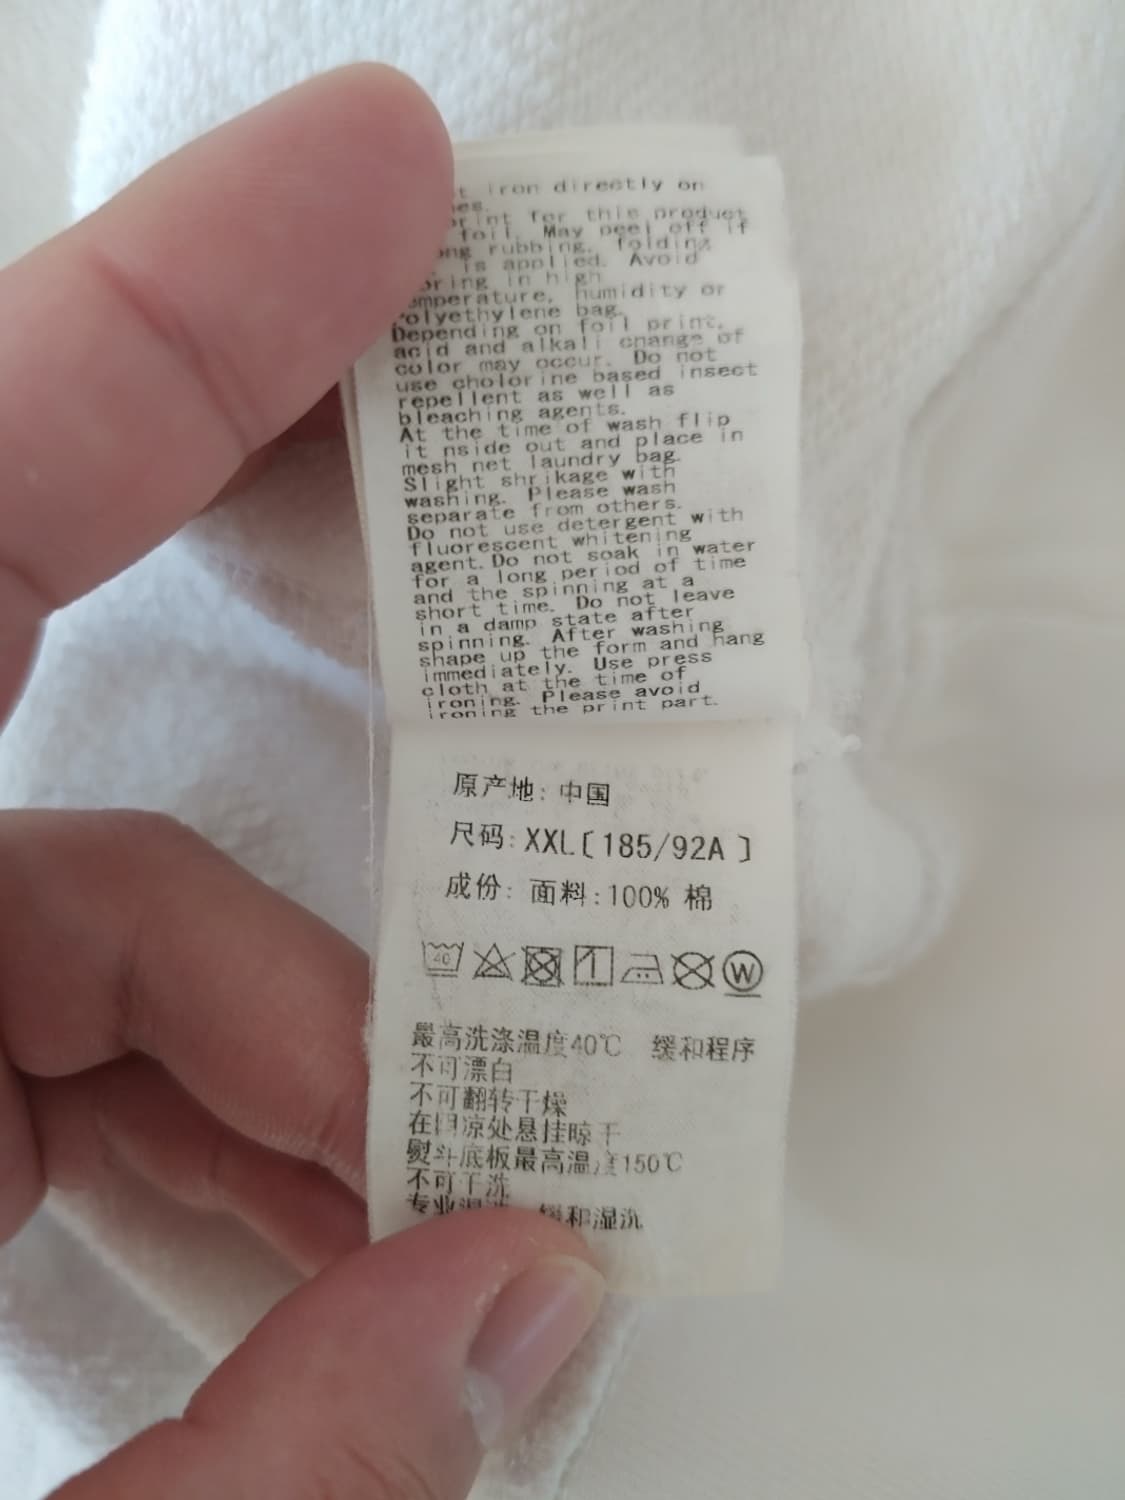 iron directly on
print for this product
foil. May peel off if
rubbing, folding
is applied. Avoid
in high
temperature, humidity or
Polyethylene bag.
Depending on foil print,
acid and alkali change of
color may occur. Do not
use cholorine based insect
repellent as well as
bleaching agents.
At the time of wash flip
it nside out and place in
mesh net laundry bag.
Slight shrikage with
washing. Please wash
separate from others.
Do not use detergent with
fluorescent whitening
agent. Do not soak in water
for a long period of time
and the spinning at a
short time. Do not leave
in a damp state after
spinning. After washing
shape up the form and hang
immediately. Use press
cloth at the time of
ironing. Please avoid
ironing the print part.
原产地: 中国
尺码: XXL〔185/92A〕
成份: 面料:100% 棉
40 W
最高洗涤温度40℃ 缓和程序
不可漂白
不可翻转干燥
在阴凉处悬挂晾干
熨斗底板最高温度150℃
不可干洗
专业湿洗 缓和湿洗